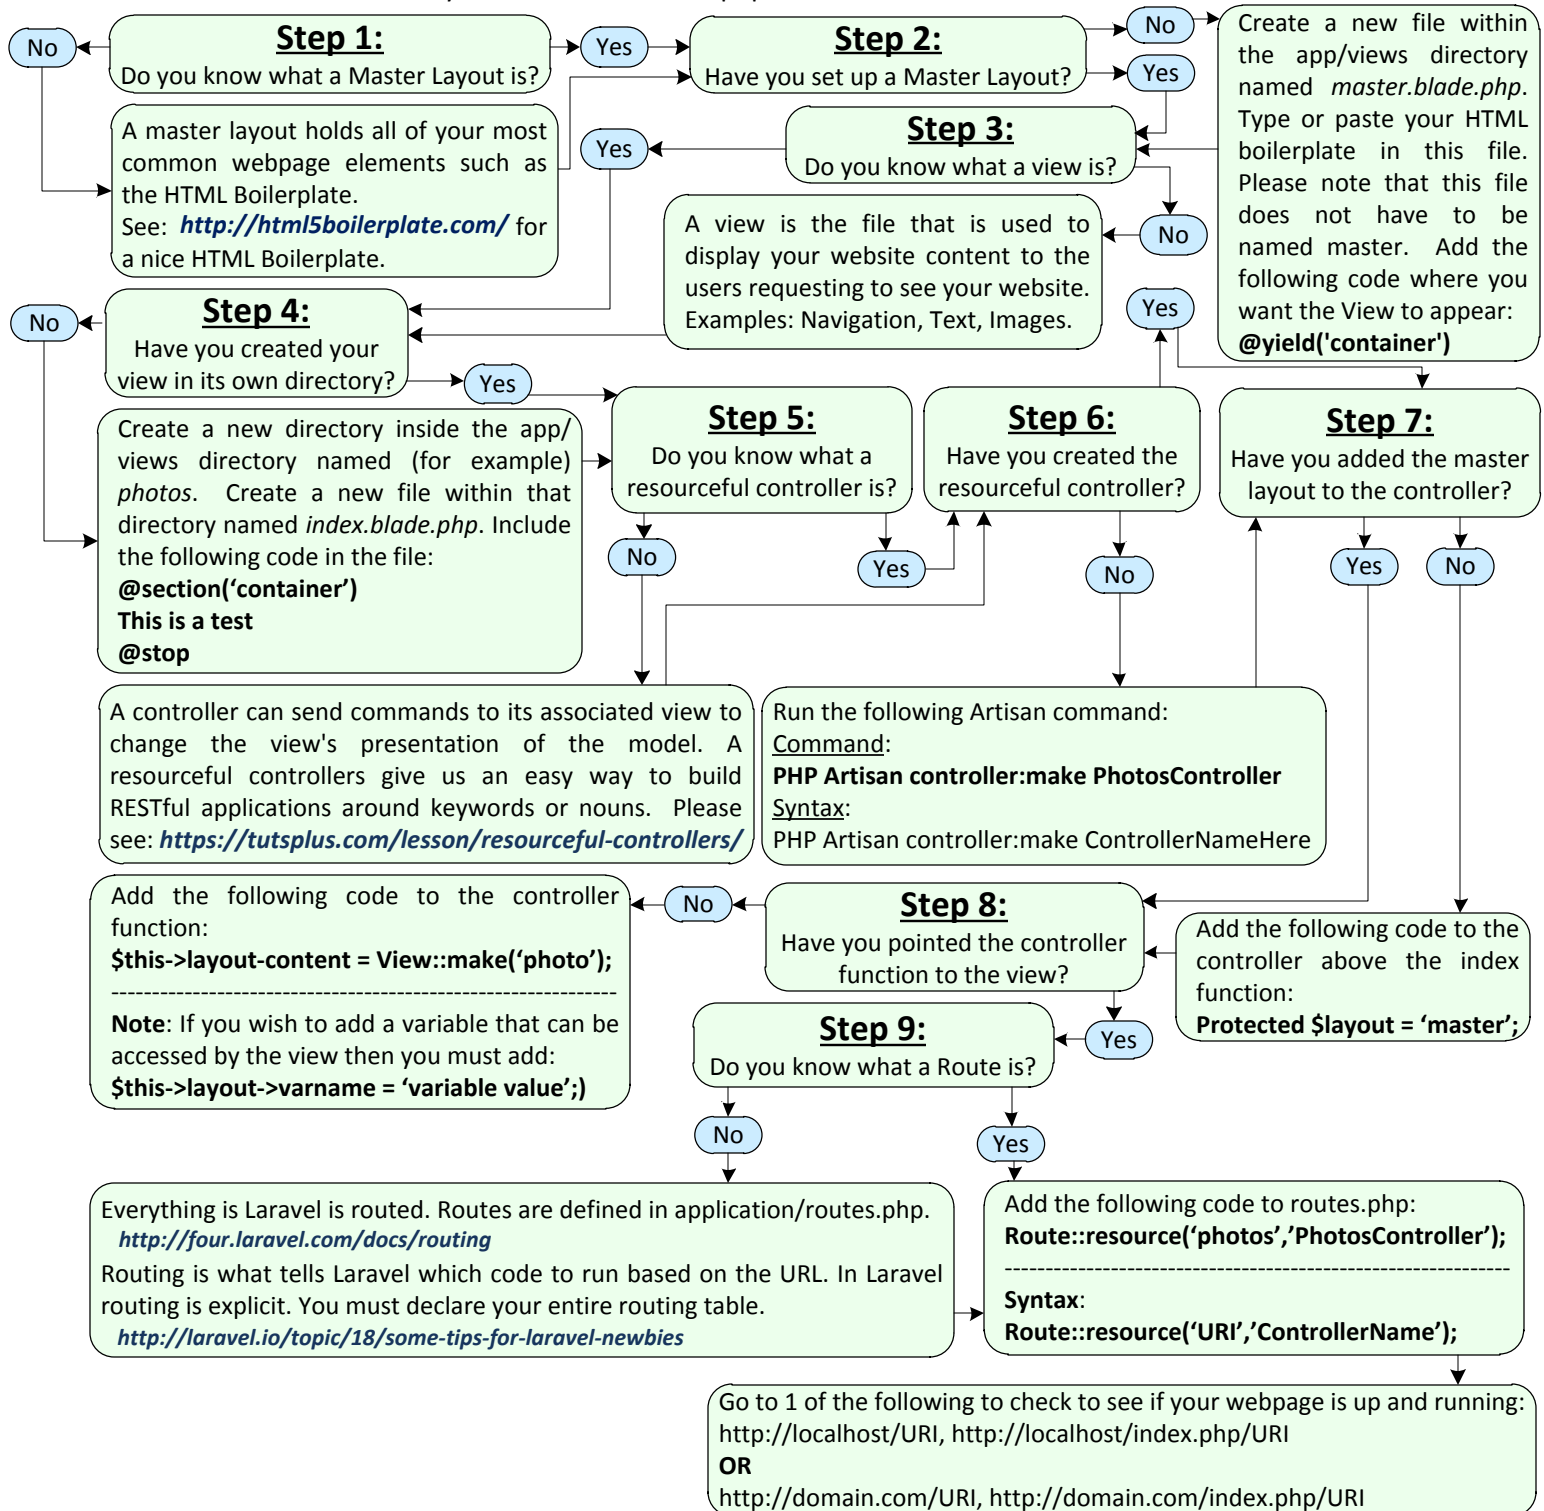 Step 1:
Do you know what a Master Layout is?
No
Yes
A master layout holds all of your most
common webpage elements such as
the HTML Boilerplate.
See: http://html5boilerplate.com/ for
a nice HTML Boilerplate.
Step 2:
Have you set up a Master Layout?
No
Yes
Create a new file within
the app/views directory
named master.blade.php.
Type or paste your HTML
boilerplate in this file.
Please note that this file
does not have to be
named master. Add the
following code where you
want the View to appear:
@yield('container')
Step 3:
Do you know what a view is?
Yes
No
A view is the file that is used to
display your website content to the
users requesting to see your website.
Examples: Navigation, Text, Images.
Step 4:
Have you created your
view in its own directory?
No
Yes
Create a new directory inside the app/
views directory named (for example)
photos. Create a new file within that
directory named index.blade.php. Include
the following code in the file:
@section(‘container’)
This is a test
@stop
Step 5:
Do you know what a
resourceful controller is?
No
Yes
A controller can send commands to its associated view to
change the view's presentation of the model. A
resourceful controllers give us an easy way to build
RESTful applications around keywords or nouns. Please
see: https://tutsplus.com/lesson/resourceful-controllers/
Step 6:
Have you created the
resourceful controller?
Yes
No
Run the following Artisan command:
Command:
PHP Artisan controller:make PhotosController
Syntax:
PHP Artisan controller:make ControllerNameHere
Step 7:
Have you added the master
layout to the controller?
Yes
No
Add the following code to the
controller above the index
function:
Protected $layout = ‘master’;
Step 8:
Have you pointed the controller
function to the view?
No
Yes
Add the following code to the controller
function:
$this->layout-content = View::make(‘photo’);
--------------------------------------------------------------
Note: If you wish to add a variable that can be
accessed by the view then you must add:
$this->layout->varname = ‘variable value’;)
Step 9:
Do you know what a Route is?
No
Yes
Everything is Laravel is routed. Routes are defined in application/routes.php.
http://four.laravel.com/docs/routing
Routing is what tells Laravel which code to run based on the URL. In Laravel
routing is explicit. You must declare your entire routing table.
http://laravel.io/topic/18/some-tips-for-laravel-newbies
Add the following code to routes.php:
Route::resource(‘photos’,’PhotosController’);
--------------------------------------------------------------
Syntax:
Route::resource(‘URI’,’ControllerName’);
Go to 1 of the following to check to see if your webpage is up and running:
http://localhost/URI, http://localhost/index.php/URI
OR
http://domain.com/URI, http://domain.com/index.php/URI